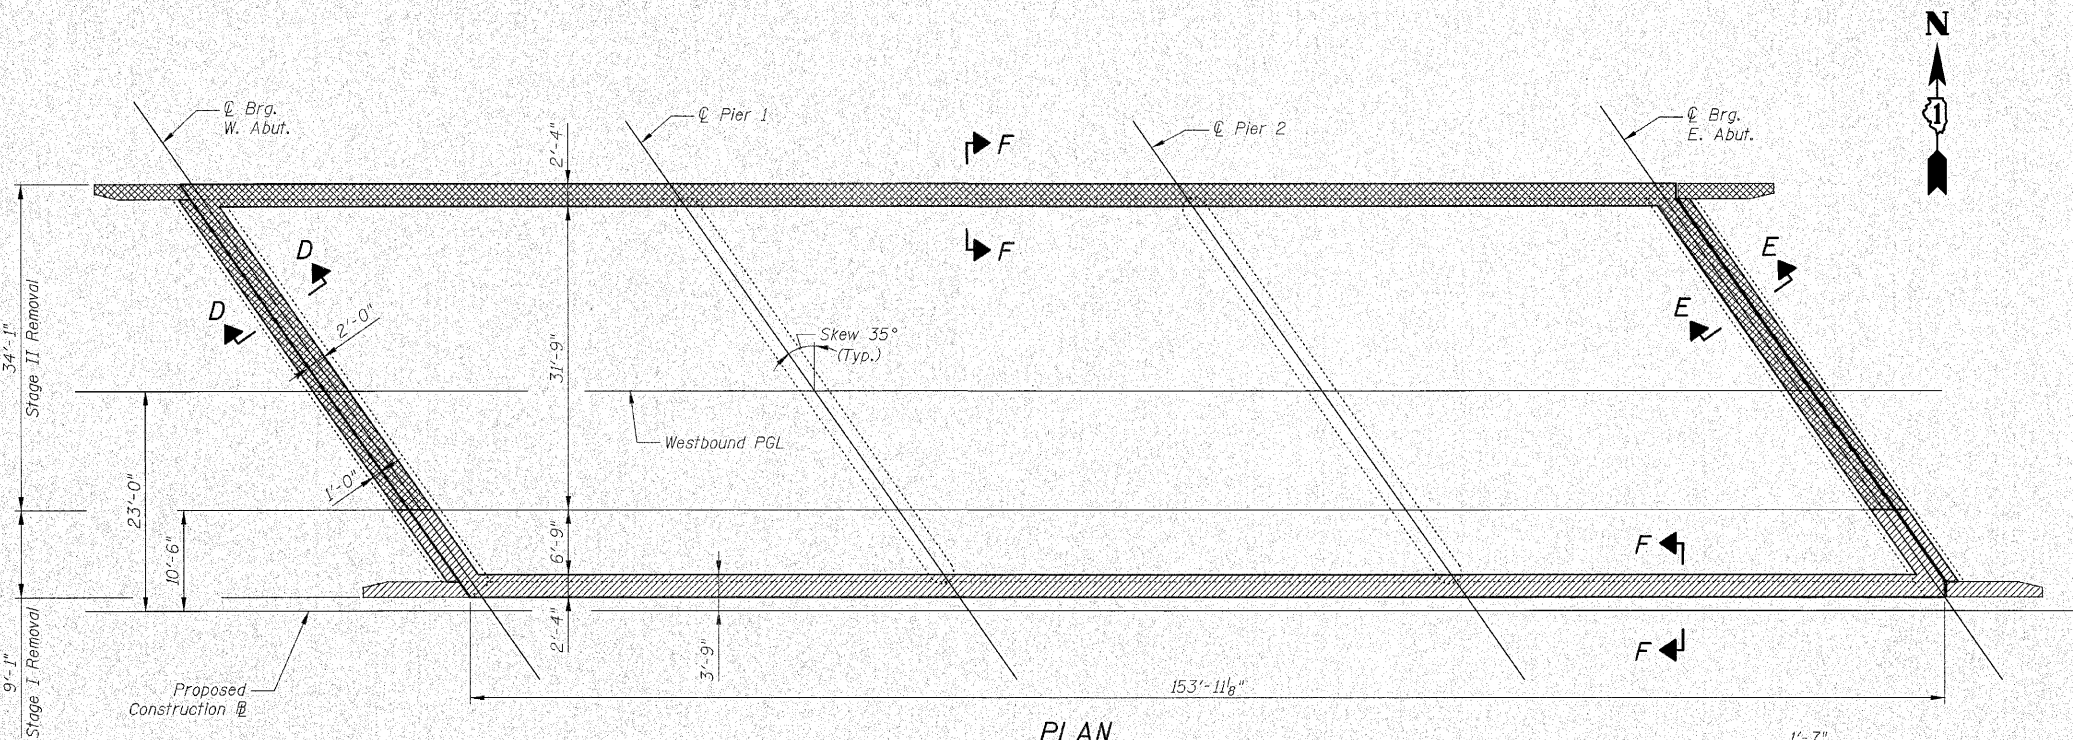 N
1
℄ Brg.
W. Abut.
℄ Pier 1
2'-4"
F
℄ Pier 2
℄ Brg.
E. Abut.
F
D
D
E
E
2'-0"
Skew 35°
(Typ.)
34'-1"
Stage II Removal
31'-9"
Westbound PGL
1'-0"
23'-0"
10'-6"
6'-9"
F
2'-4"
3'-9"
F
9'-1"
Stage I Removal
Proposed
Construction ⅊
153'-11⅛"
PLAN
1'-7"